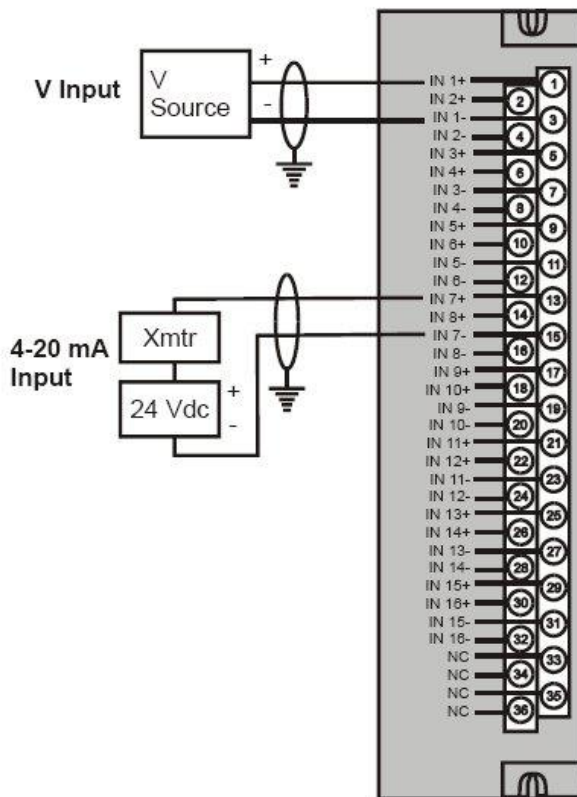 V Input
V
Source
+
-
4-20 mA
Input
Xmtr
24 Vdc
+
-
IN 1+ 1
IN 2+ 2
IN 1- 3
IN 2- 4
IN 3+ 5
IN 4+ 6
IN 3- 7
IN 4- 8
IN 5+ 9
IN 6+ 10
IN 5- 11
IN 6- 12
IN 7+ 13
IN 8+ 14
IN 7- 15
IN 8- 16
IN 9+ 17
IN 10+ 18
IN 9- 19
IN 10- 20
IN 11+ 21
IN 12+ 22
IN 11- 23
IN 12- 24
IN 13+ 25
IN 14+ 26
IN 13- 27
IN 14- 28
IN 15+ 29
IN 16+ 30
IN 15- 31
IN 16- 32
NC 33
NC 34
NC 35
NC 36